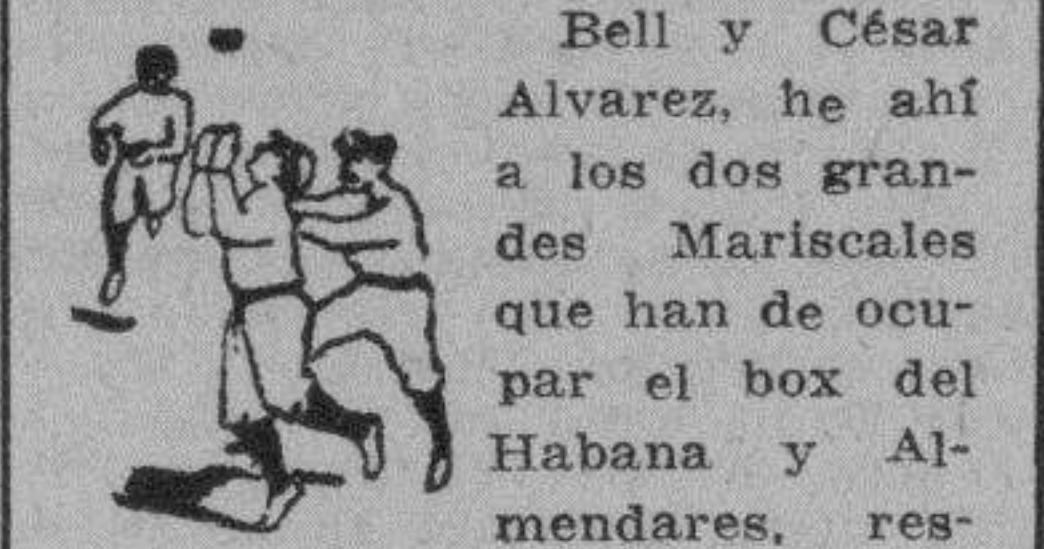 Bell y César
Alvarez, he ahí
a los dos gran-
des Mariscales
que han de ocu-
par el box del
Habana y Al-
mendares, res-